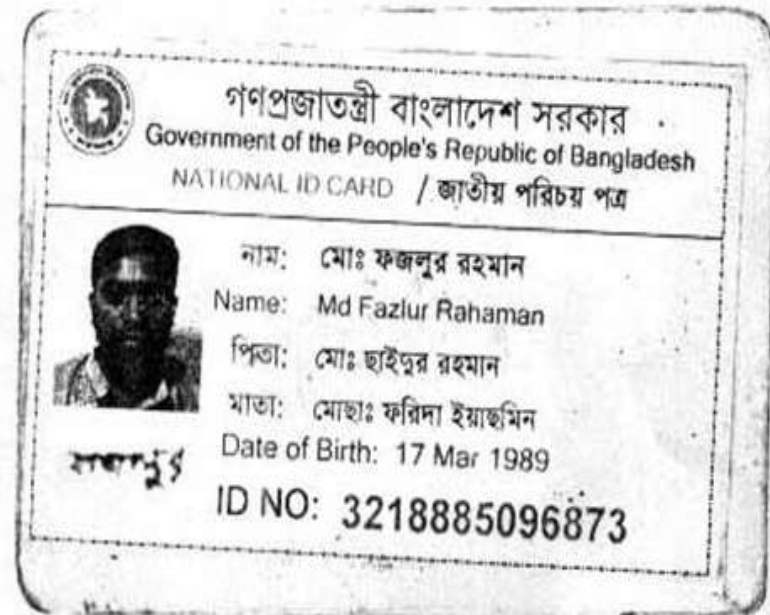 গণপ্রজাতন্ত্রী বাংলাদেশ সরকার
Government of the People's Republic of Bangladesh
NATIONAL ID CARD / জাতীয় পরিচয় পত্র
নাম: মোঃ ফজলুর রহমান
Name: Md Fazlur Rahaman
পিতা: মোঃ ছাইদুর রহমান
মাতা: মোছাঃ ফরিদা ইয়াছমিন
Date of Birth: 17 Mar 1989
ID NO: 3218885096873